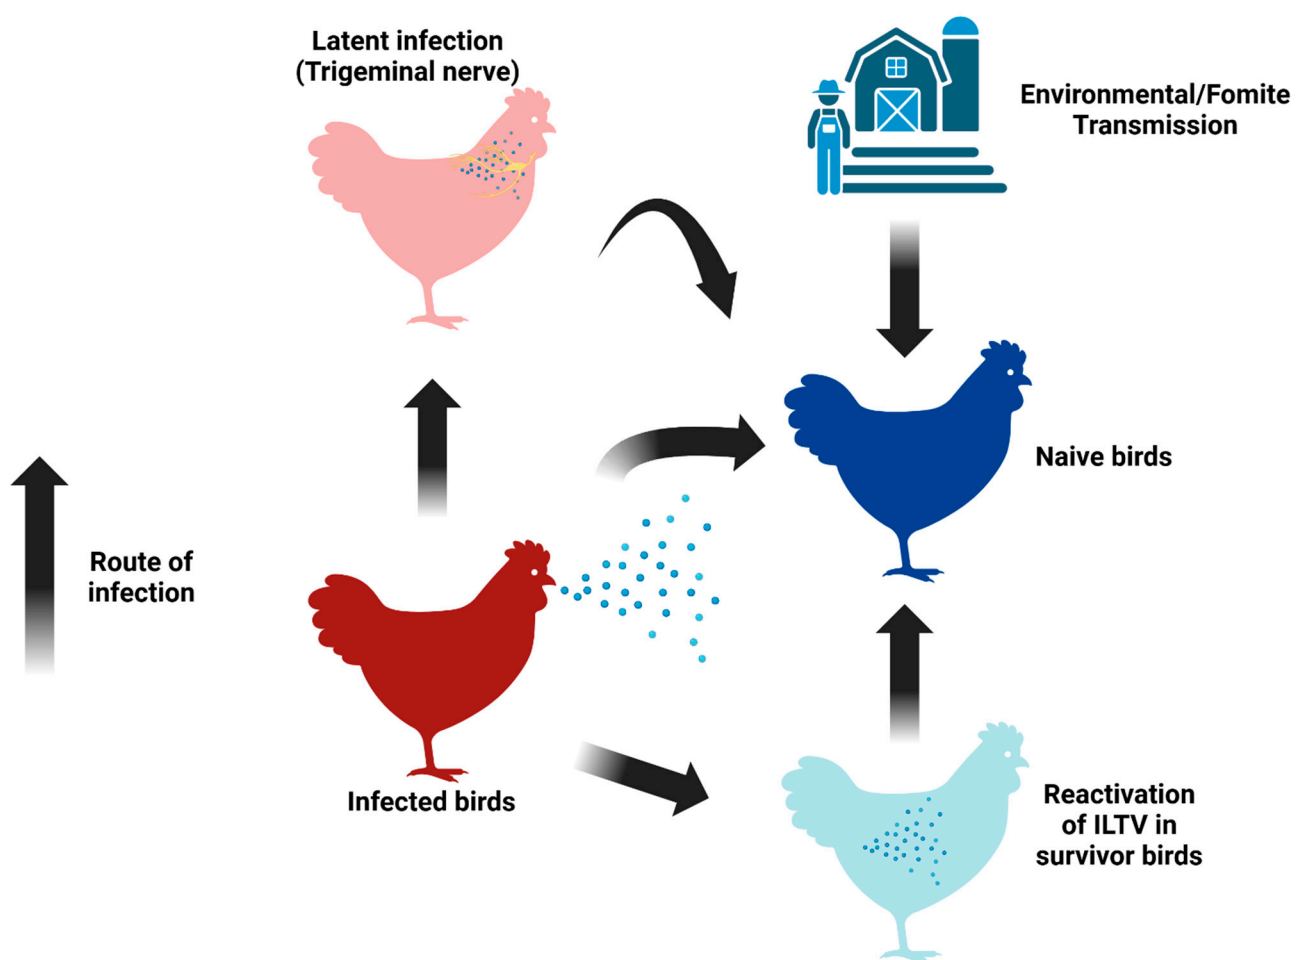 Latent infection
(Trigeminal nerve)
Environmental/Fomite
Transmission
Naive birds
Route of
infection
Infected birds
Reactivation
of ILTV in
survivor birds